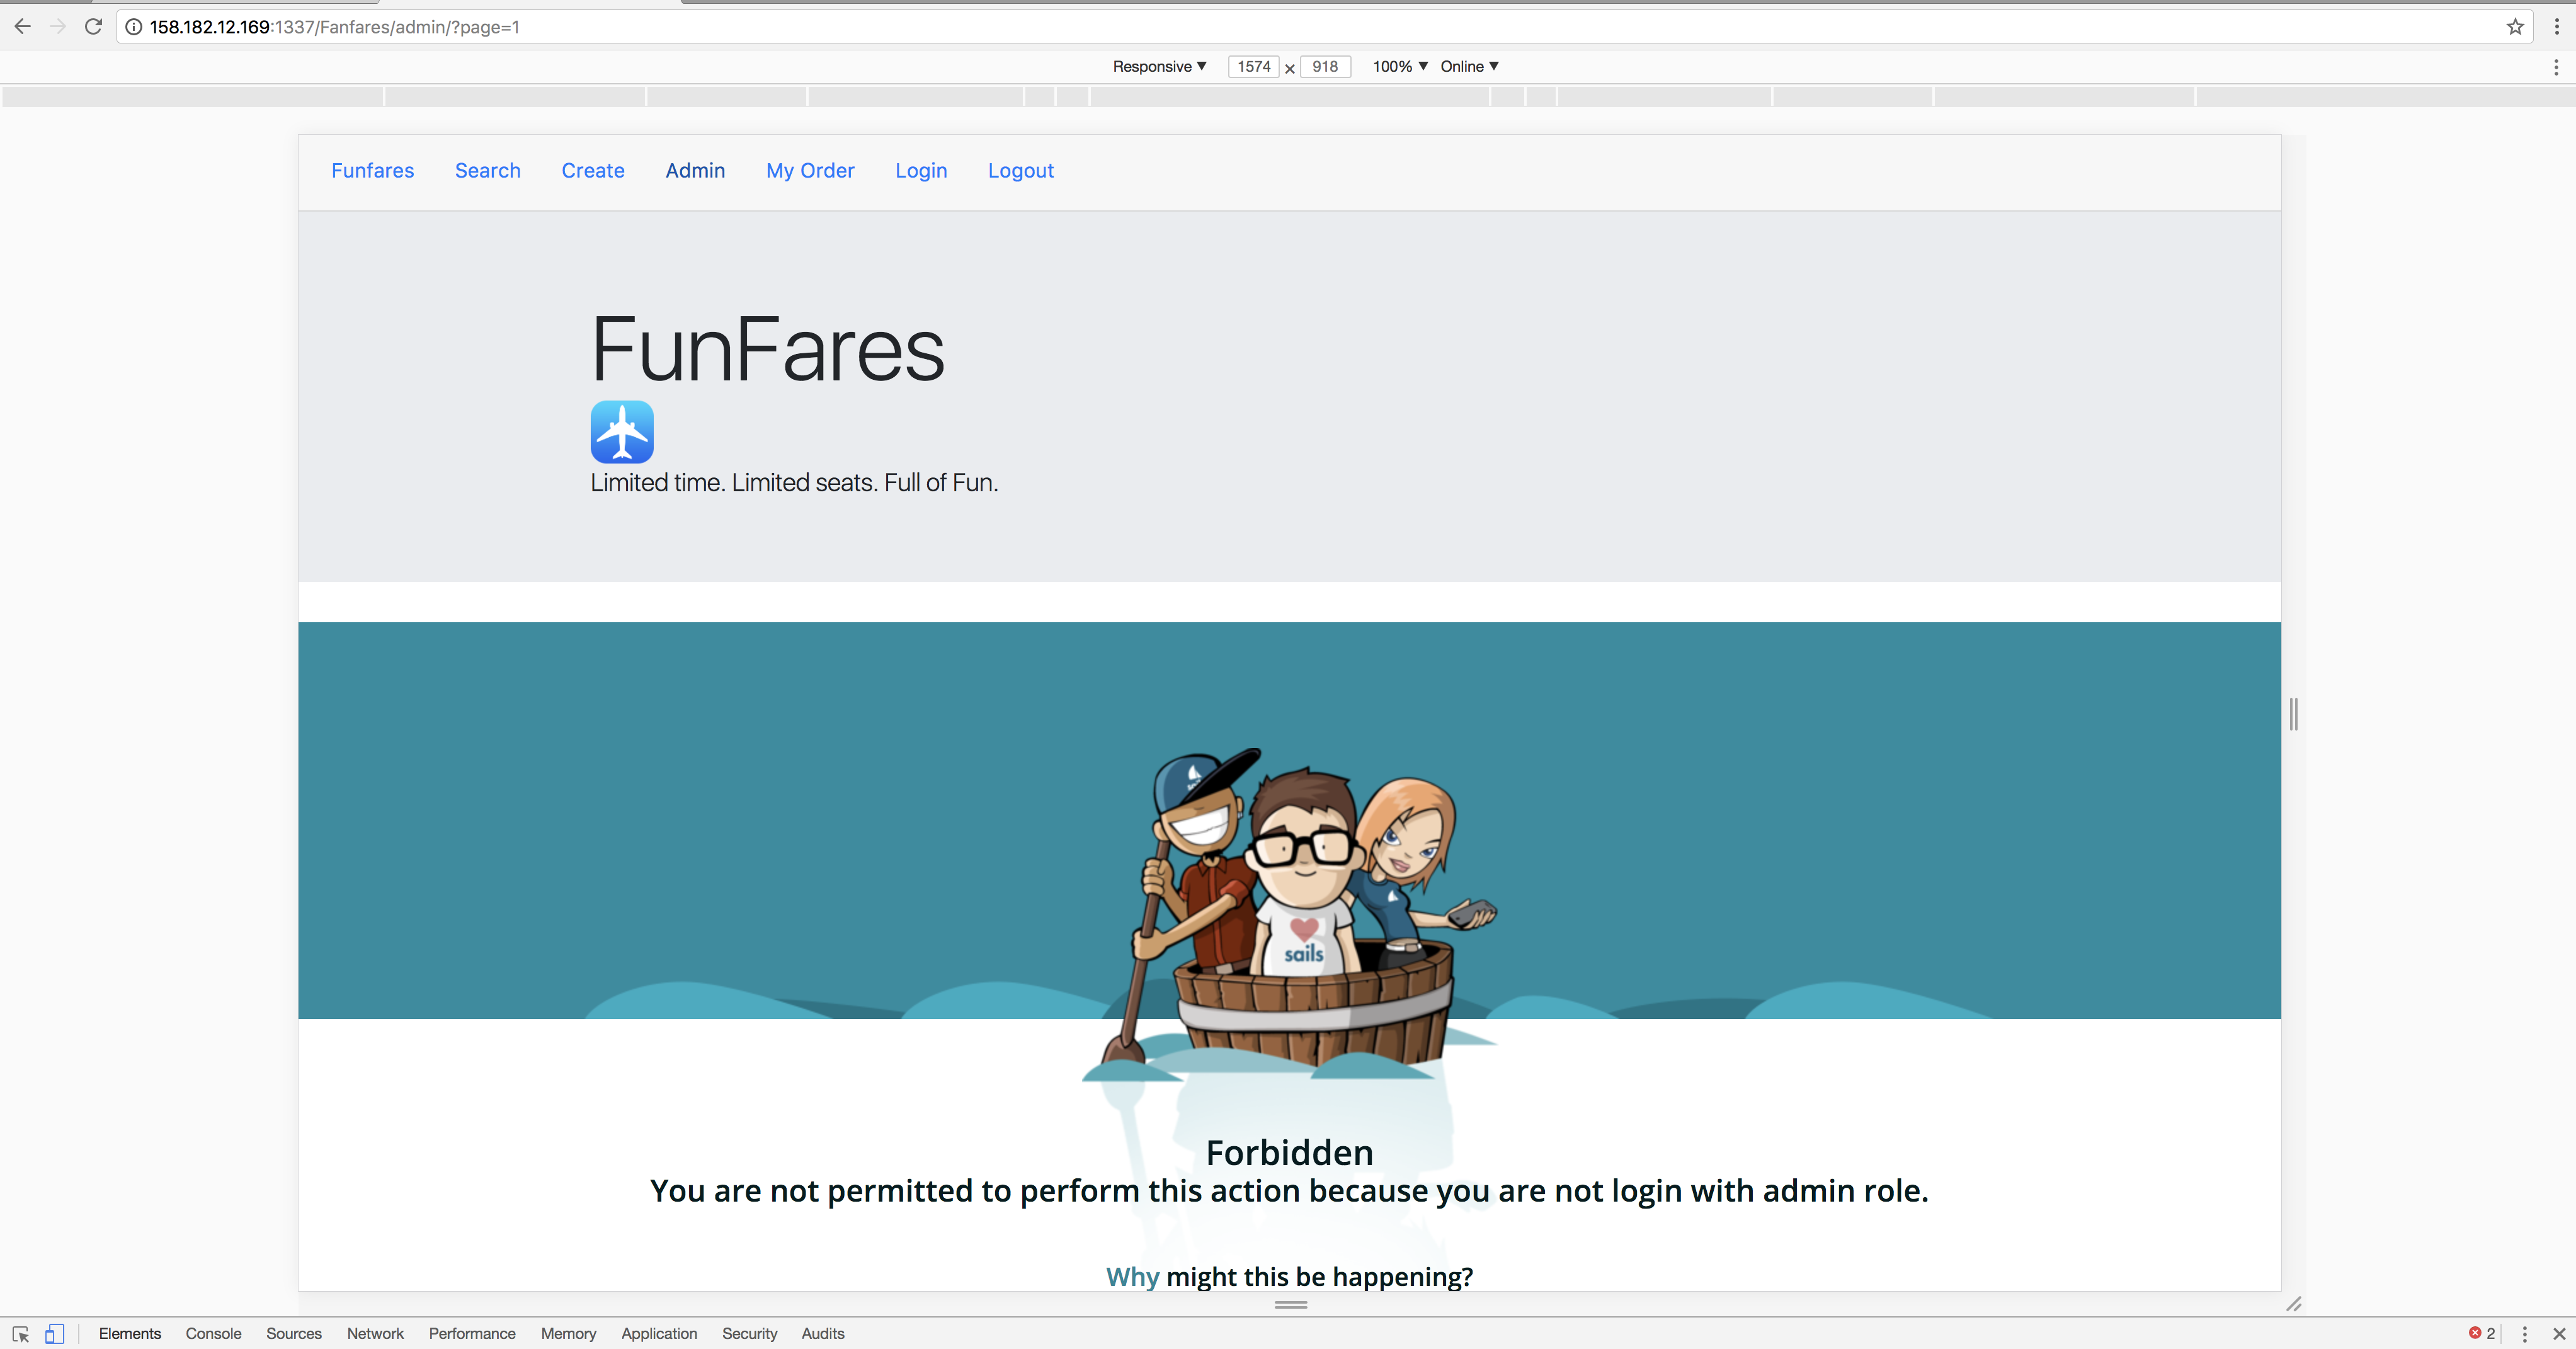 158.182.12.169:1337/Fanfares/admin/?page=1
Responsive ▼ 1574 × 918 100% ▼ Online ▼
Funfares Search Create Admin My Order Login Logout
FunFares
Limited time. Limited seats. Full of Fun.
sails
Forbidden
You are not permitted to perform this action because you are not login with admin role.
Why might this be happening?
Elements Console Sources Network Performance Memory Application Security Audits 2